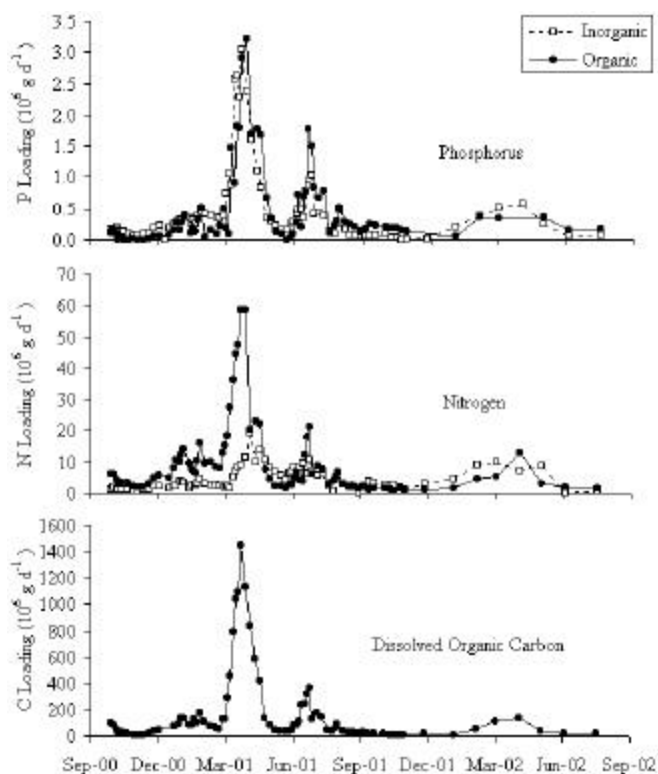 Inorganic
Organic
3.5
3.0
2.5
2.0
1.5
1.0
0.5
0.0
P Loading (10⁶ g d⁻¹)
Phosphorus
70
60
50
40
30
20
10
0
N Loading (10⁶ g d⁻¹)
Nitrogen
1600
1400
1200
1000
800
600
400
200
0
C Loading (10⁶ g d⁻¹)
Dissolved Organic Carbon
Sep-00 Dec-00 Mar-01 Jun-01 Sep-01 Dec-01 Mar-02 Jun-02 Sep-02